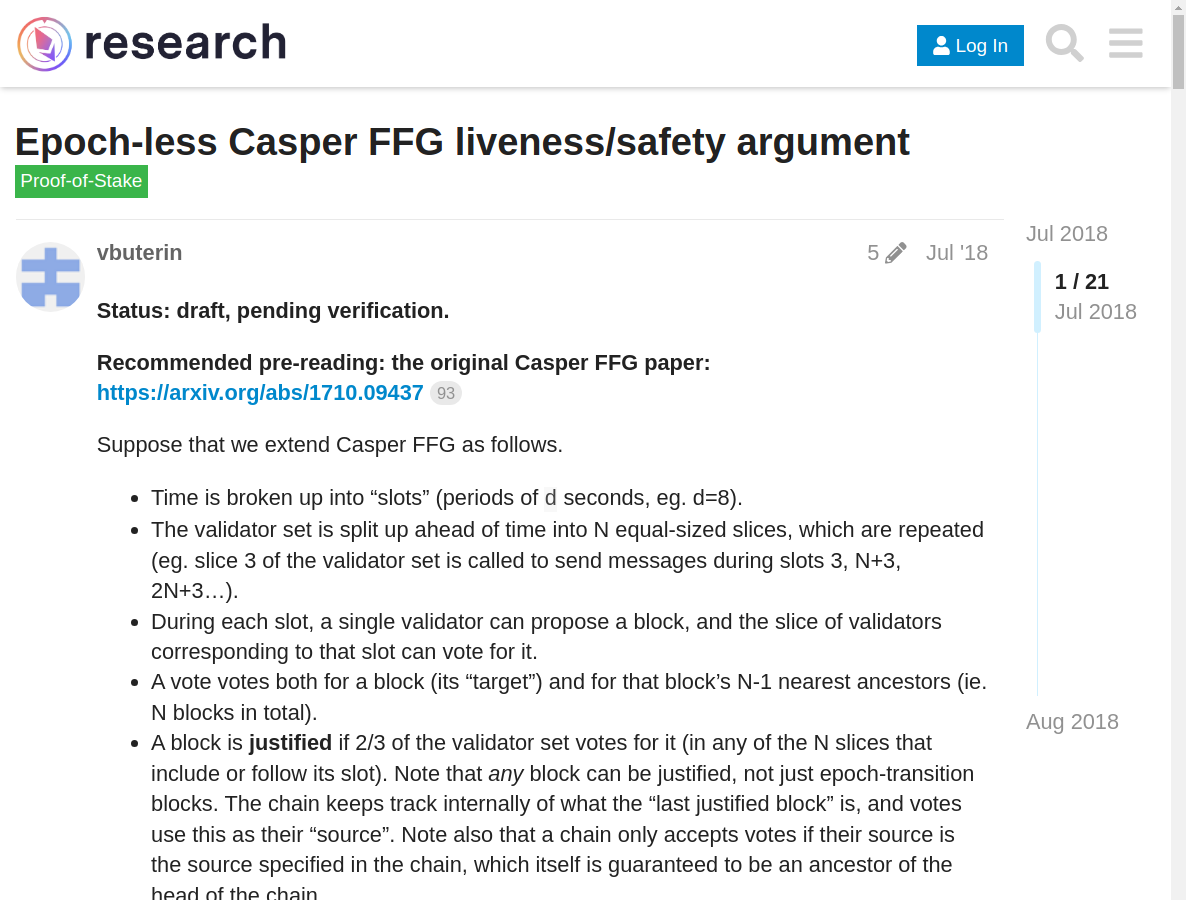 research
Log In
Epoch-less Casper FFG liveness/safety argument
Proof-of-Stake
vbuterin
5
Jul '18
Jul 2018
1 / 21
Jul 2018
Status: draft, pending verification.
Recommended pre-reading: the original Casper FFG paper:
https://arxiv.org/abs/1710.09437 93
Suppose that we extend Casper FFG as follows.
Time is broken up into “slots” (periods of d seconds, eg. d=8).
The validator set is split up ahead of time into N equal-sized slices, which are repeated
(eg. slice 3 of the validator set is called to send messages during slots 3, N+3,
2N+3…).
During each slot, a single validator can propose a block, and the slice of validators
corresponding to that slot can vote for it.
A vote votes both for a block (its “target”) and for that block’s N-1 nearest ancestors (ie.
N blocks in total).
A block is justified if 2/3 of the validator set votes for it (in any of the N slices that
include or follow its slot). Note that any block can be justified, not just epoch-transition
blocks. The chain keeps track internally of what the “last justified block” is, and votes
use this as their “source”. Note also that a chain only accepts votes if their source is
the source specified in the chain, which itself is guaranteed to be an ancestor of the
head of the chain
Aug 2018